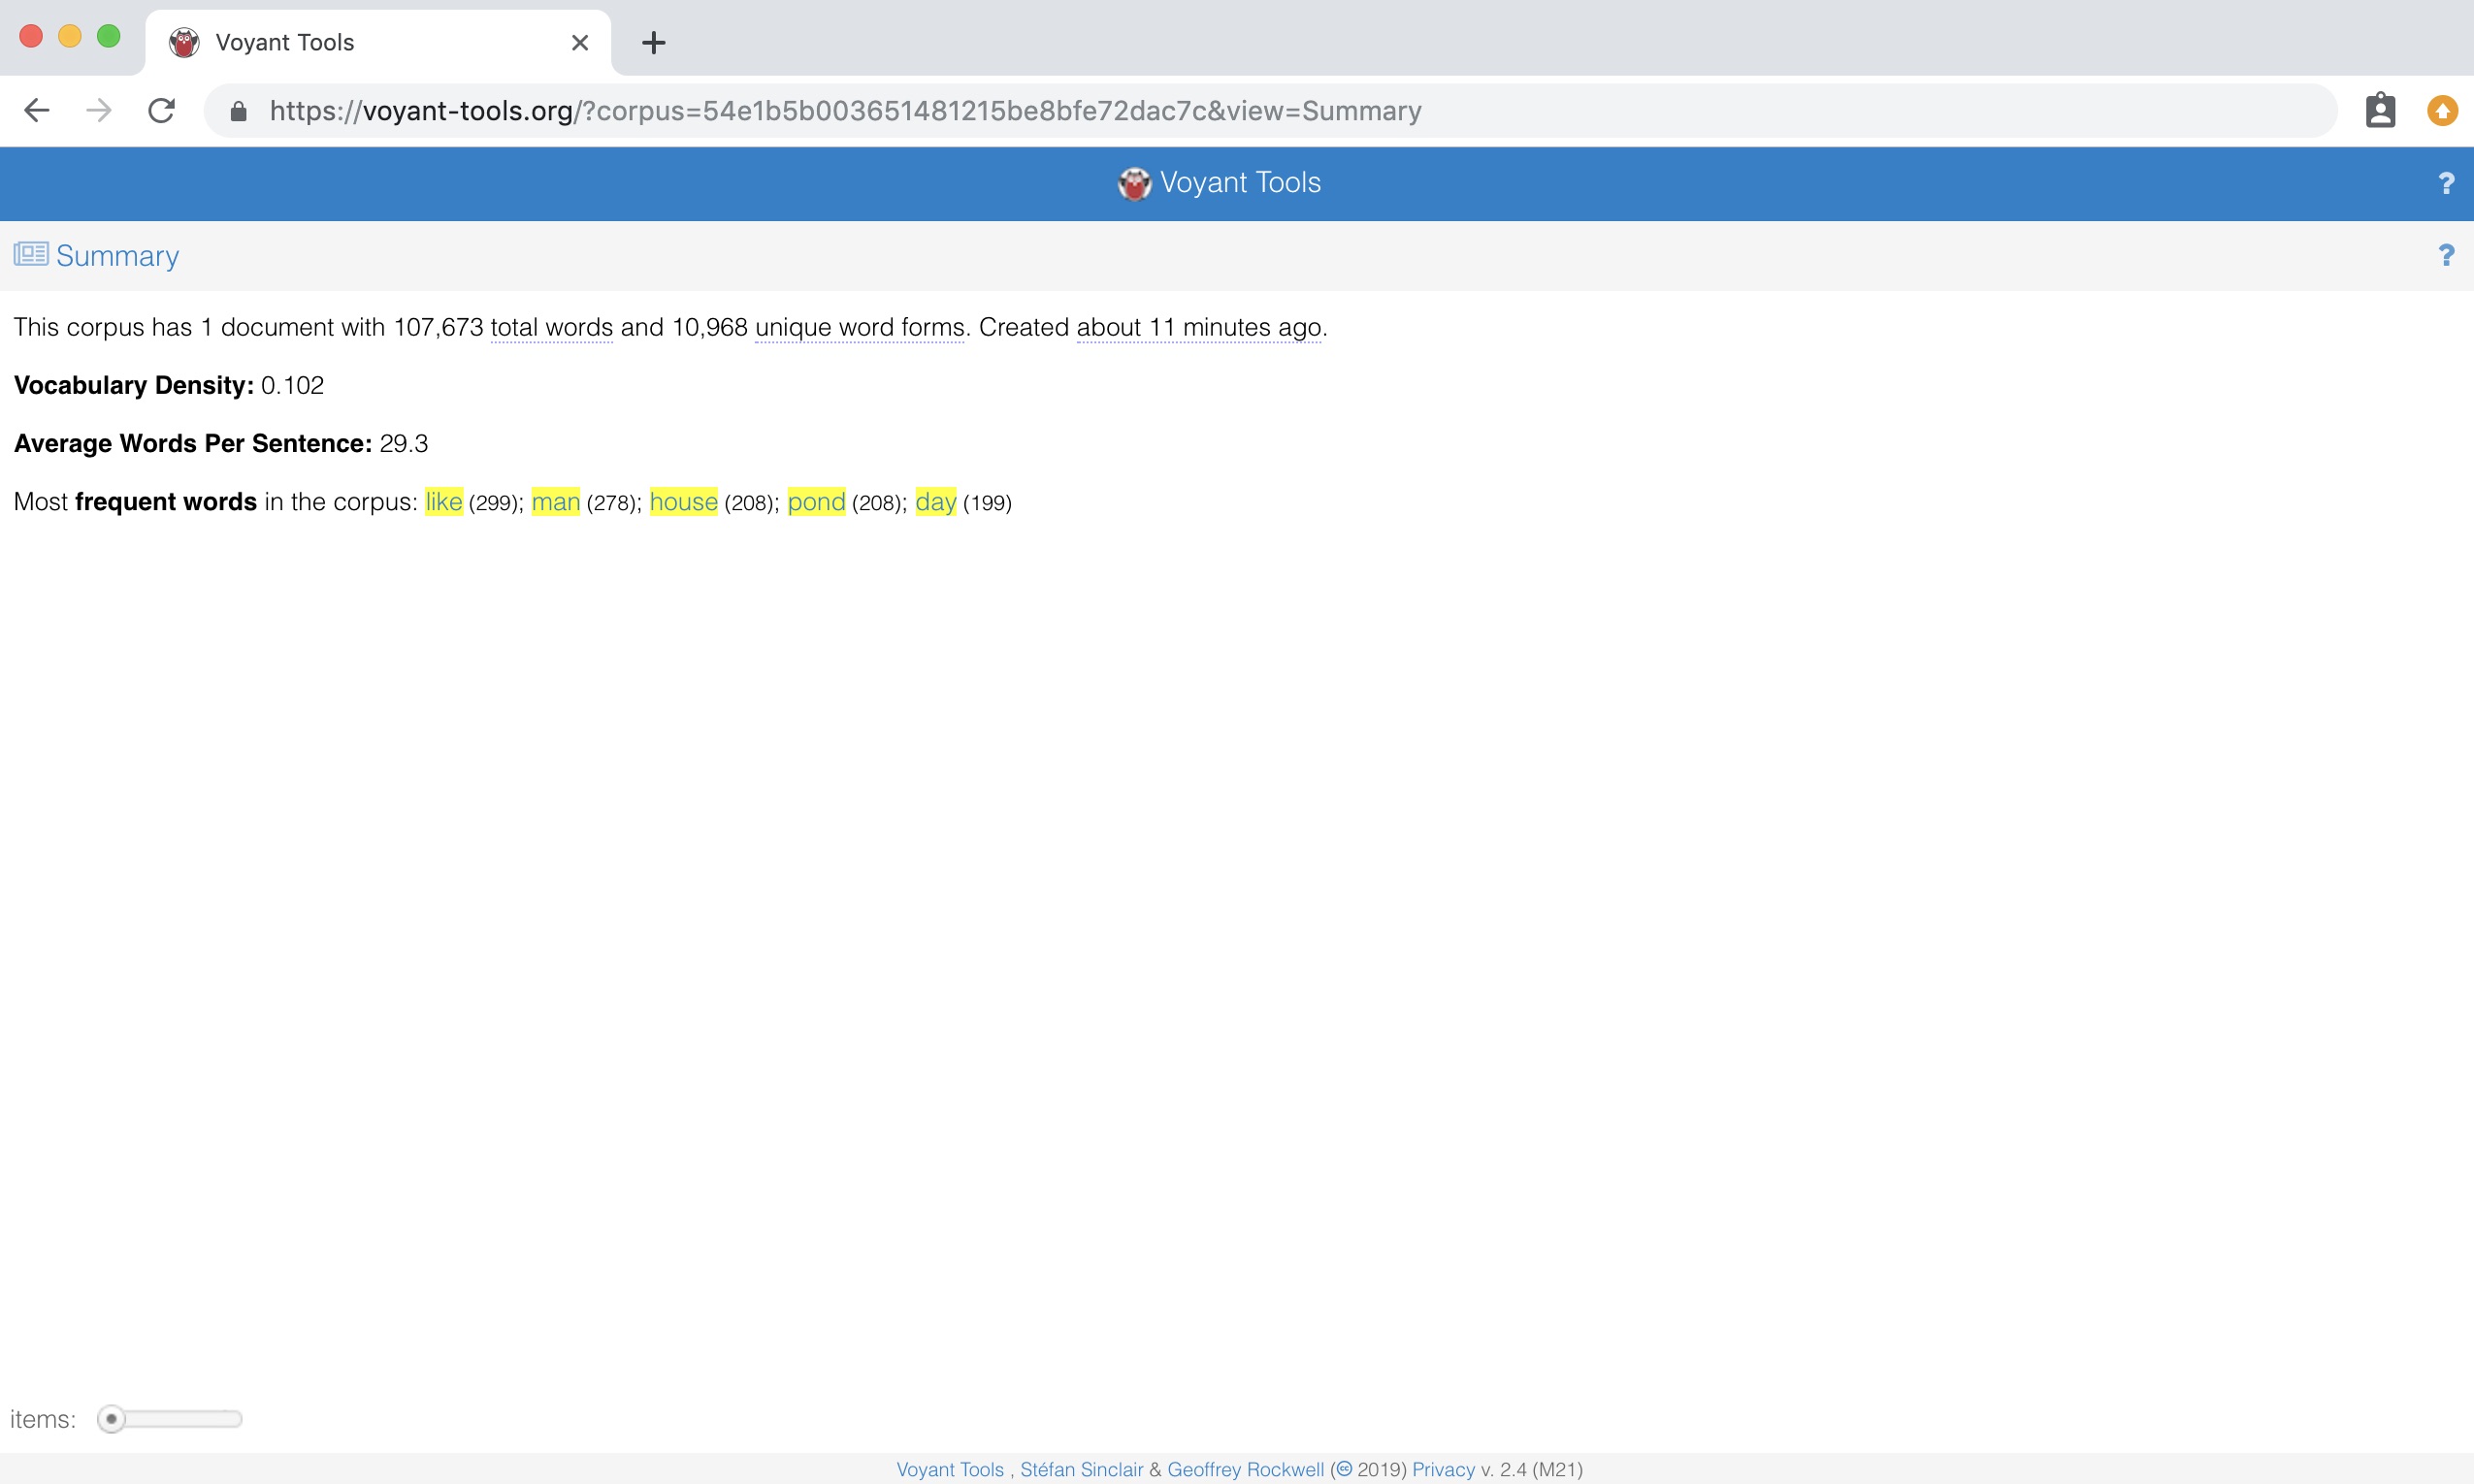 Voyant Tools
https://voyant-tools.org/?corpus=54e1b5b003651481215be8bfe72dac7c&view=Summary
Voyant Tools ?
Summary ?
This corpus has 1 document with 107,673 total words and 10,968 unique word forms. Created about 11 minutes ago.
Vocabulary Density: 0.102
Average Words Per Sentence: 29.3
Most frequent words in the corpus: like (299); man (278); house (208); pond (208); day (199)
items:
Voyant Tools , Stéfan Sinclair & Geoffrey Rockwell (🅭 2019) Privacy v. 2.4 (M21)